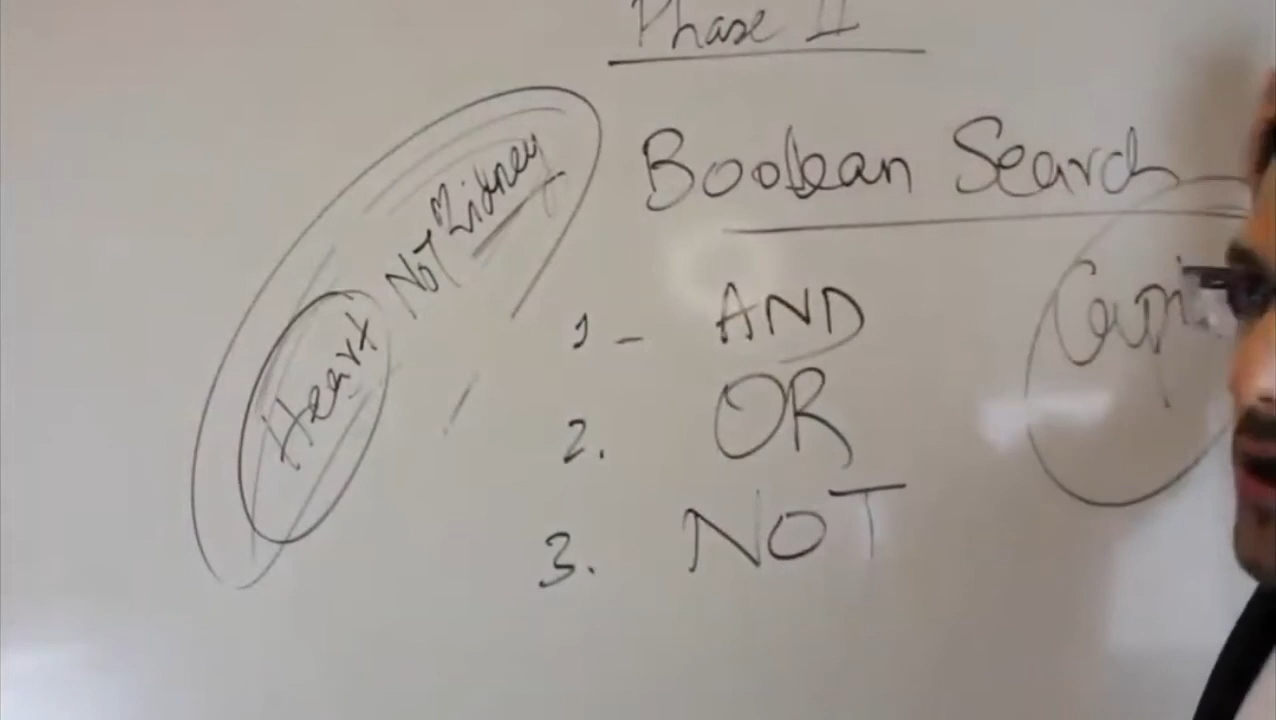 Phase II
Boolean Search
Heart NOT Kidney
1- AND
2. OR
3. NOT